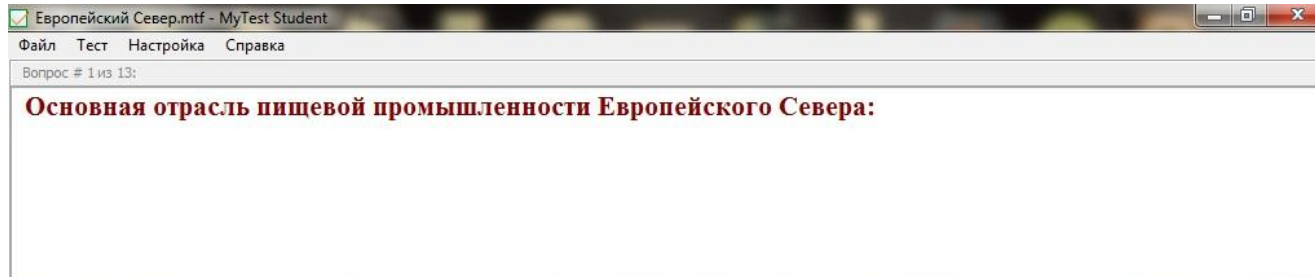 Европейский Север.mtf - MyTest Student
Файл Тест Настройка Справка
Вопрос # 1 из 13:
Основная отрасль пищевой промышленности Европейского Севера: